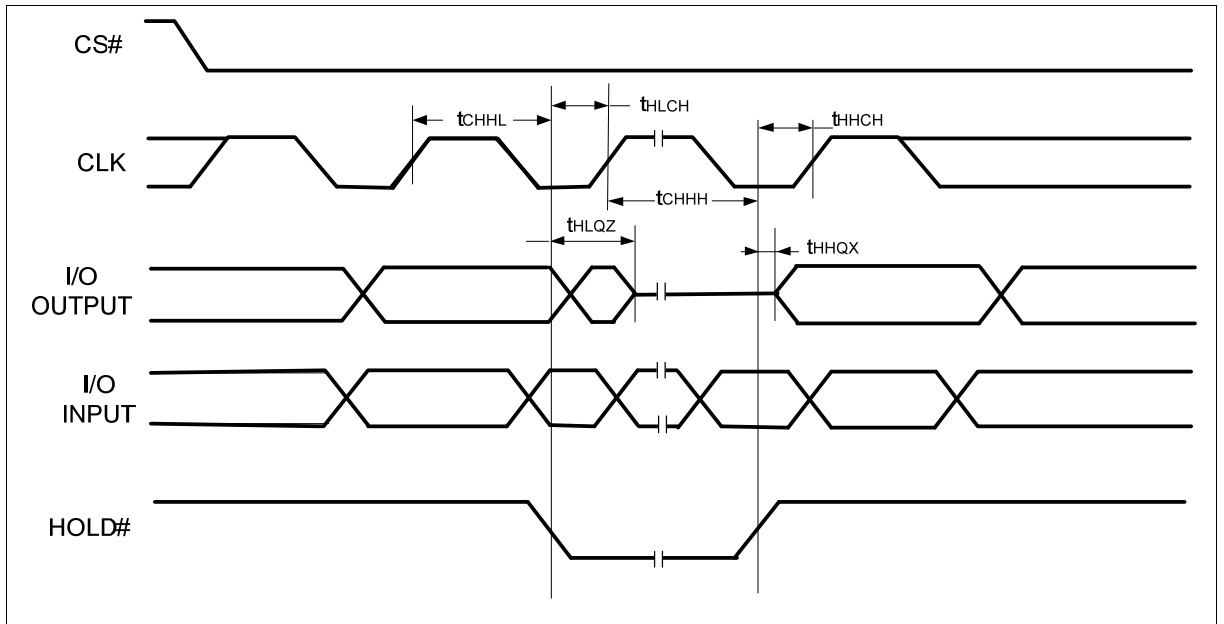 CS#
tHLCH
tCHHL
tHHCH
CLK
tCHHH
tHLQZ
tHHQX
I/O
OUTPUT
I/O
INPUT
HOLD#